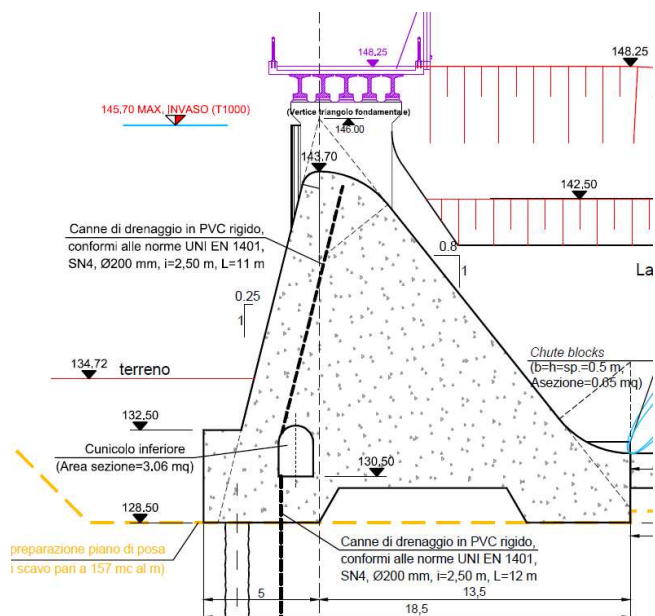 148.25
148.25
145,70 MAX, INVASO (T1000)
(Vertice triangolo fondamentale)
146.00
143.70
142,50
Canne di drenaggio in PVC rigido,
conformi alle norme UNI EN 1401,
SN4, Ø200 mm, i=2,50 m, L=11 m
0.8
1
La
0.25
1
Chute blocks
(b=h=sp.=0.5 m,
Asezione=0.65 mq)
134,72
terreno
132.50
Cunicolo inferiore
(Area sezione=3.06 mq)
130,50
128,50
preparazione piano di posa
i scavo pari a 157 mc al m)
Canne di drenaggio in PVC rigido,
conformi alle norme UNI EN 1401,
SN4, Ø200 mm, i=2,50 m, L=12 m
5
13,5
18,5